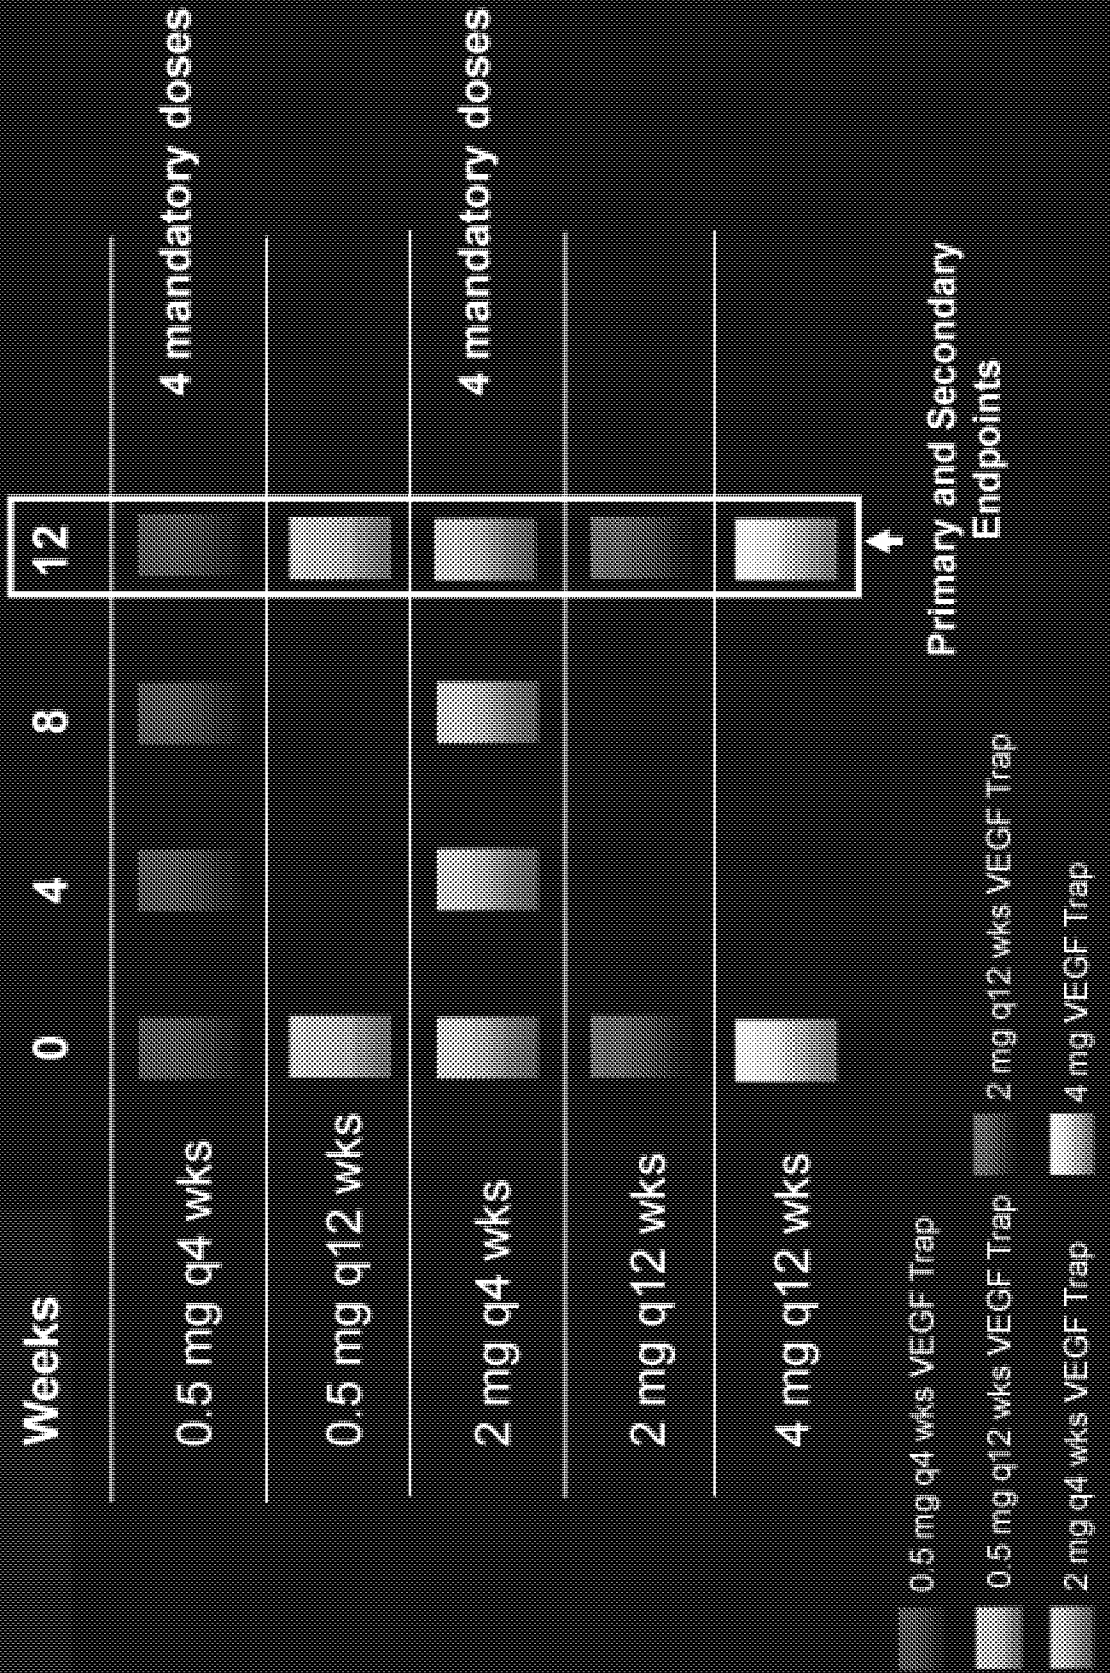 Weeks 0 4 8 12
0.5 mg q4 wks 4 mandatory doses
0.5 mg q12 wks
2 mg q4 wks 4 mandatory doses
2 mg q12 wks
4 mg q12 wks
Primary and Secondary
Endpoints
0.5 mg q4 wks VEGF Trap
0.5 mg q12 wks VEGF Trap 2 mg q12 wks VEGF Trap
2 mg q4 wks VEGF Trap 4 mg VEGF Trap